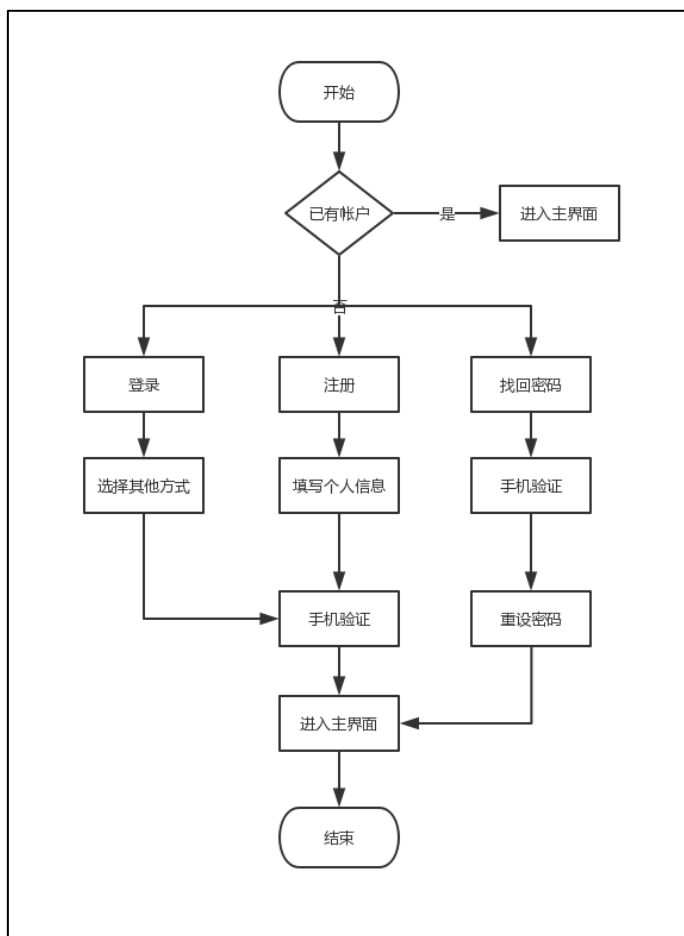 开始
已有帐户
是
进入主界面
否
登录
注册
找回密码
选择其他方式
填写个人信息
手机验证
手机验证
重设密码
进入主界面
结束